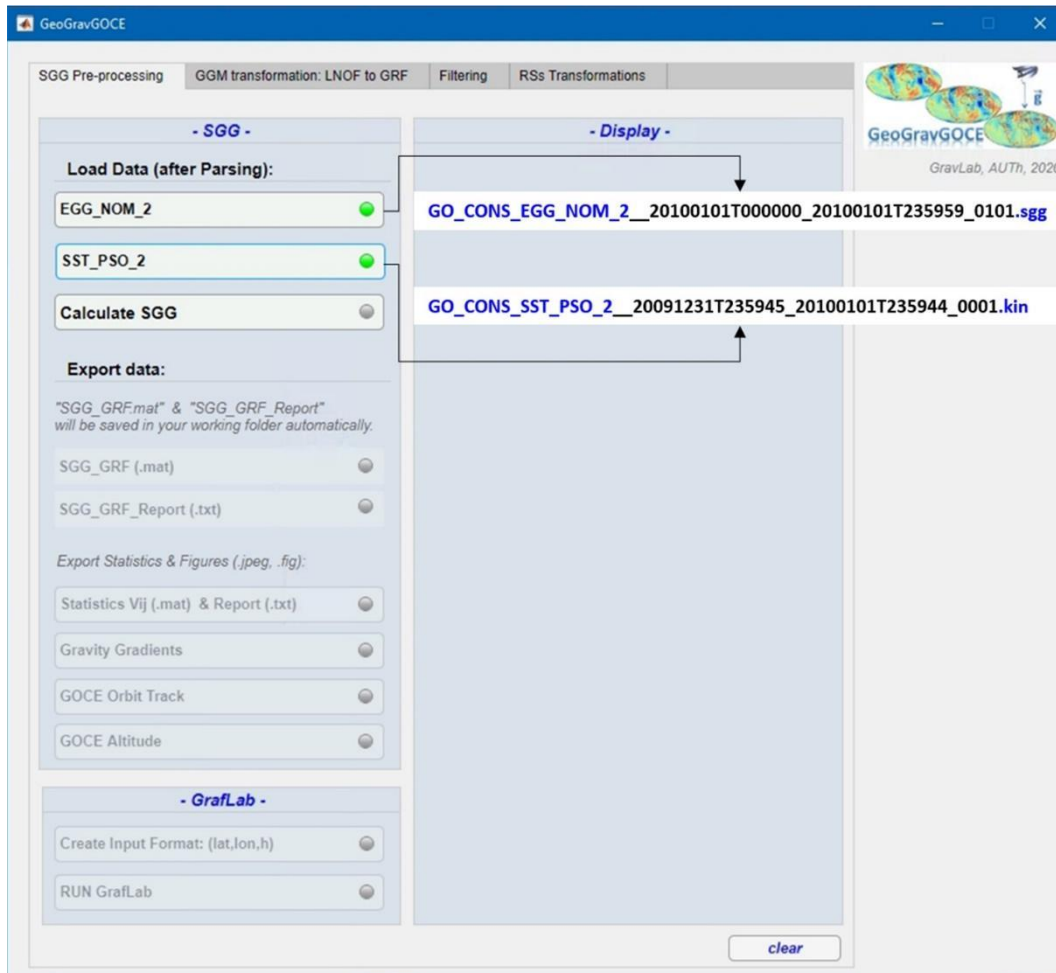 GeoGravGOCE
SGG Pre-processing
GGM transformation: LNOF to GRF
Filtering
RSs Transformations
g
GeoGravGOCE
GravLab, AUTh, 2020
- SGG -
Load Data (after Parsing):
EGG_NOM_2
SST_PSO_2
Calculate SGG
Export data:
"SGG_GRF.mat" & "SGG_GRF_Report"
will be saved in your working folder automatically.
SGG_GRF (.mat)
SGG_GRF_Report (.txt)
Export Statistics & Figures (.jpeg, .fig):
Statistics Vij (.mat) & Report (.txt)
Gravity Gradients
GOCE Orbit Track
GOCE Altitude
- GrafLab -
Create Input Format: (lat,lon,h)
RUN GrafLab
- Display -
GO_CONS_EGG_NOM_2__20100101T000000_20100101T235959_0101.sgg
GO_CONS_SST_PSO_2__20091231T235945_20100101T235944_0001.kin
clear